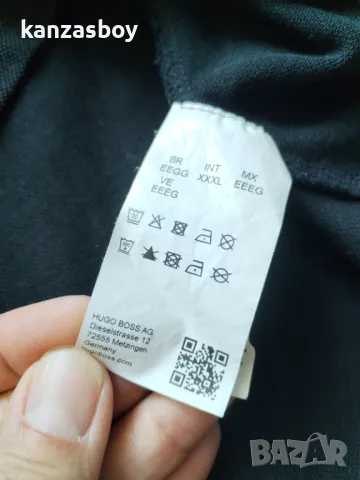 kanzasboy
BR INT MX
EEGG XXXL EEEG
VE
EEEG
HUGO BOSS AG
Dieselstrasse 12
72555 Metzingen
Germany
hugoboss.com
BAZAR